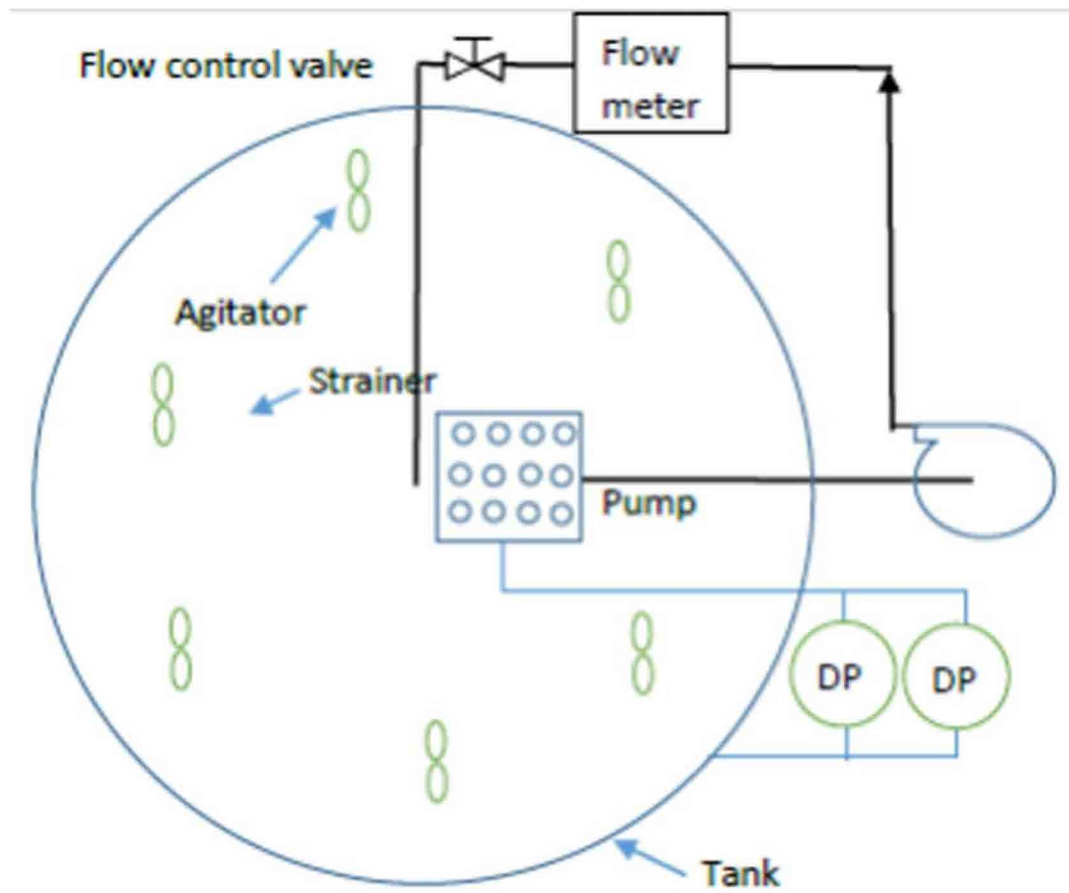 Flow control valve
Flow
meter
Agitator
Strainer
Pump
DP
DP
Tank